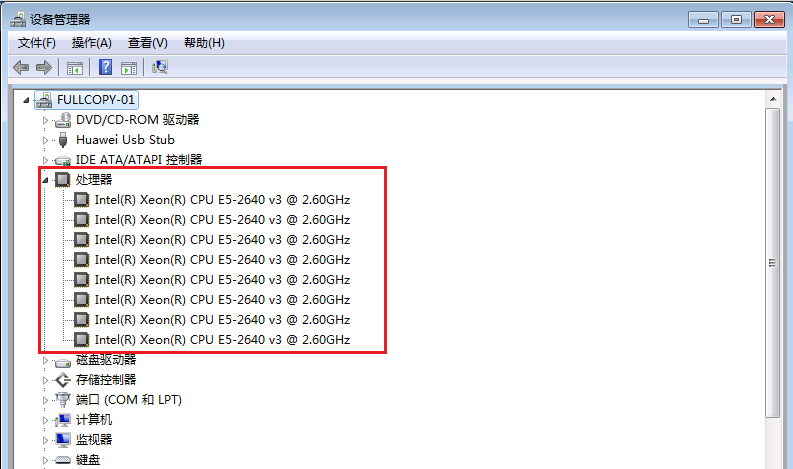 设备管理器
文件(F) 操作(A) 查看(V) 帮助(H)
FULLCOPY-01
DVD/CD-ROM 驱动器
Huawei Usb Stub
IDE ATA/ATAPI 控制器
处理器
Intel(R) Xeon(R) CPU E5-2640 v3 @ 2.60GHz
Intel(R) Xeon(R) CPU E5-2640 v3 @ 2.60GHz
Intel(R) Xeon(R) CPU E5-2640 v3 @ 2.60GHz
Intel(R) Xeon(R) CPU E5-2640 v3 @ 2.60GHz
Intel(R) Xeon(R) CPU E5-2640 v3 @ 2.60GHz
Intel(R) Xeon(R) CPU E5-2640 v3 @ 2.60GHz
Intel(R) Xeon(R) CPU E5-2640 v3 @ 2.60GHz
Intel(R) Xeon(R) CPU E5-2640 v3 @ 2.60GHz
磁盘驱动器
存储控制器
端口 (COM 和 LPT)
计算机
监视器
键盘